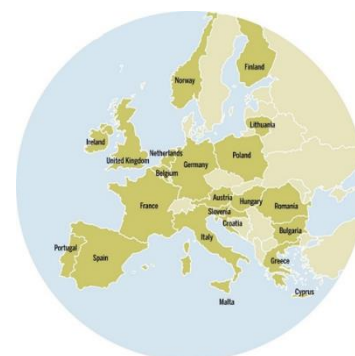 Finland
Norway
Lithuania
Ireland
United Kingdom
Netherlands
Belgium
Germany
Poland
France
Austria
Hungary
Slovenia
Romania
Croatia
Italy
Bulgaria
Portugal
Spain
Greece
Cyprus
Malta